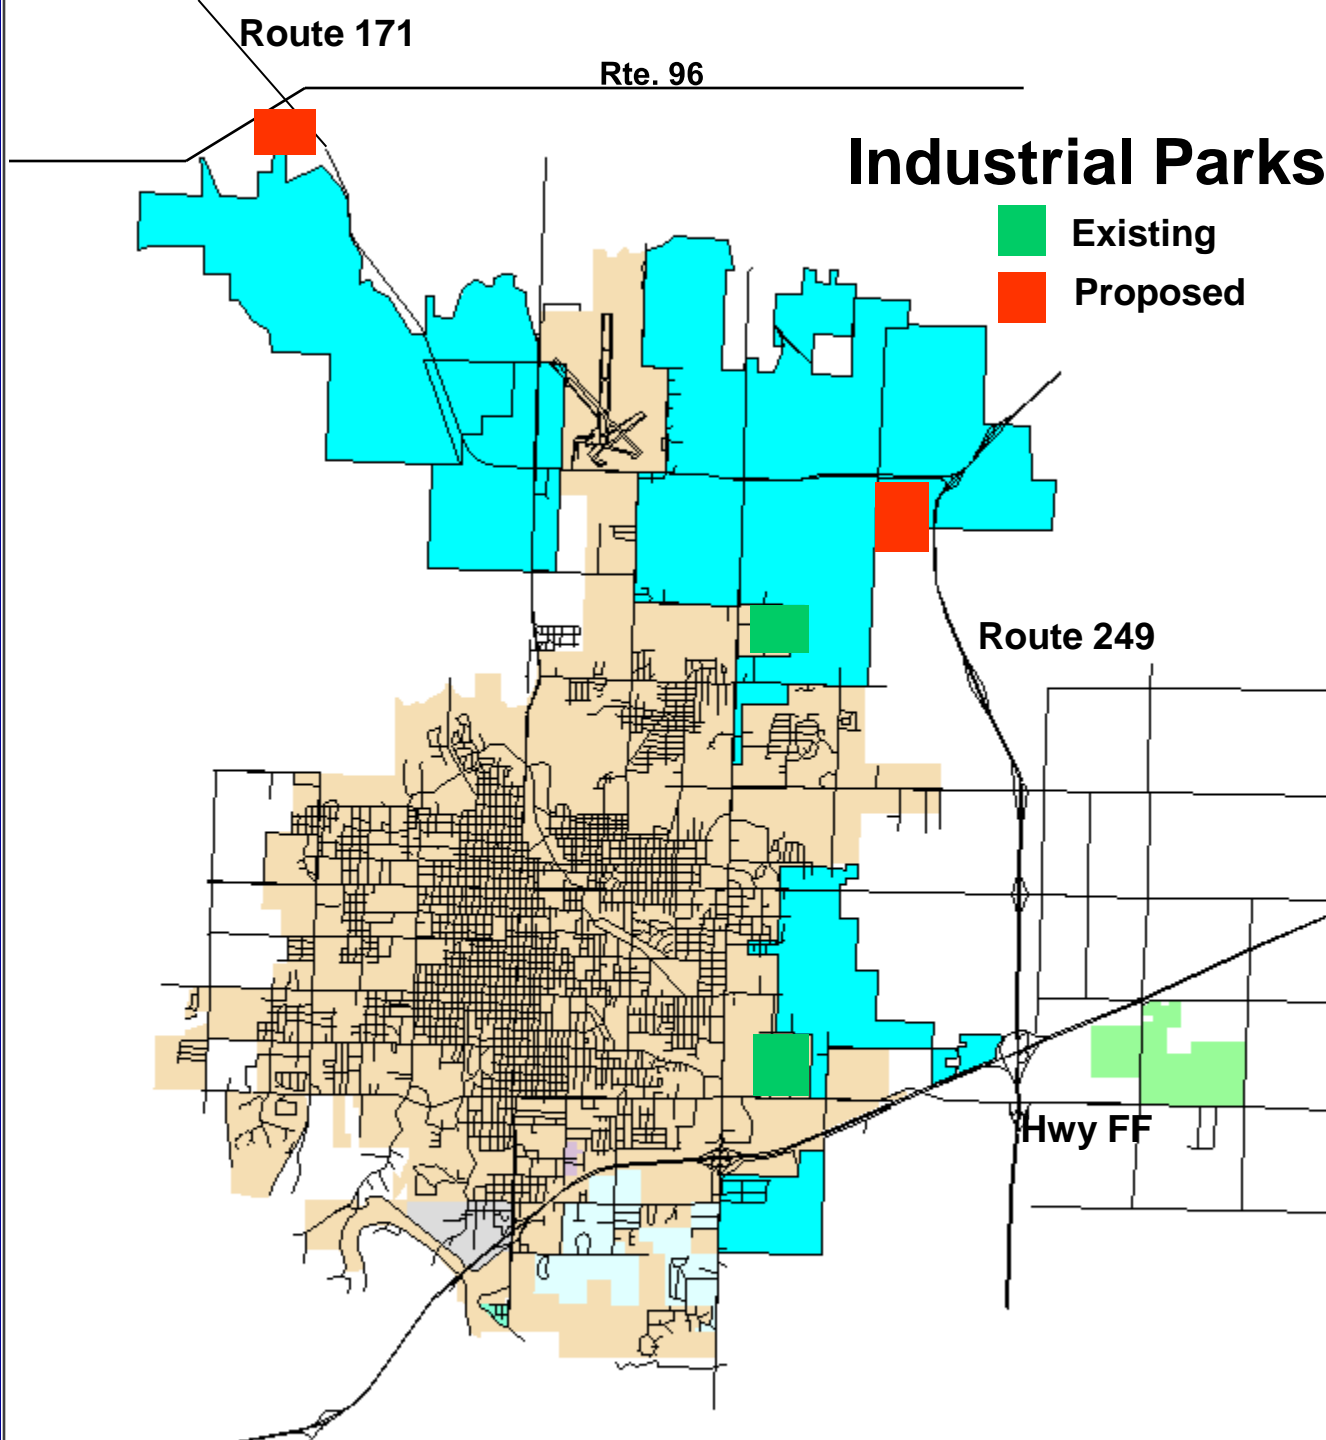 Route 171
Rte. 96
Industrial Parks
Existing
Proposed
Route 249
Hwy FF